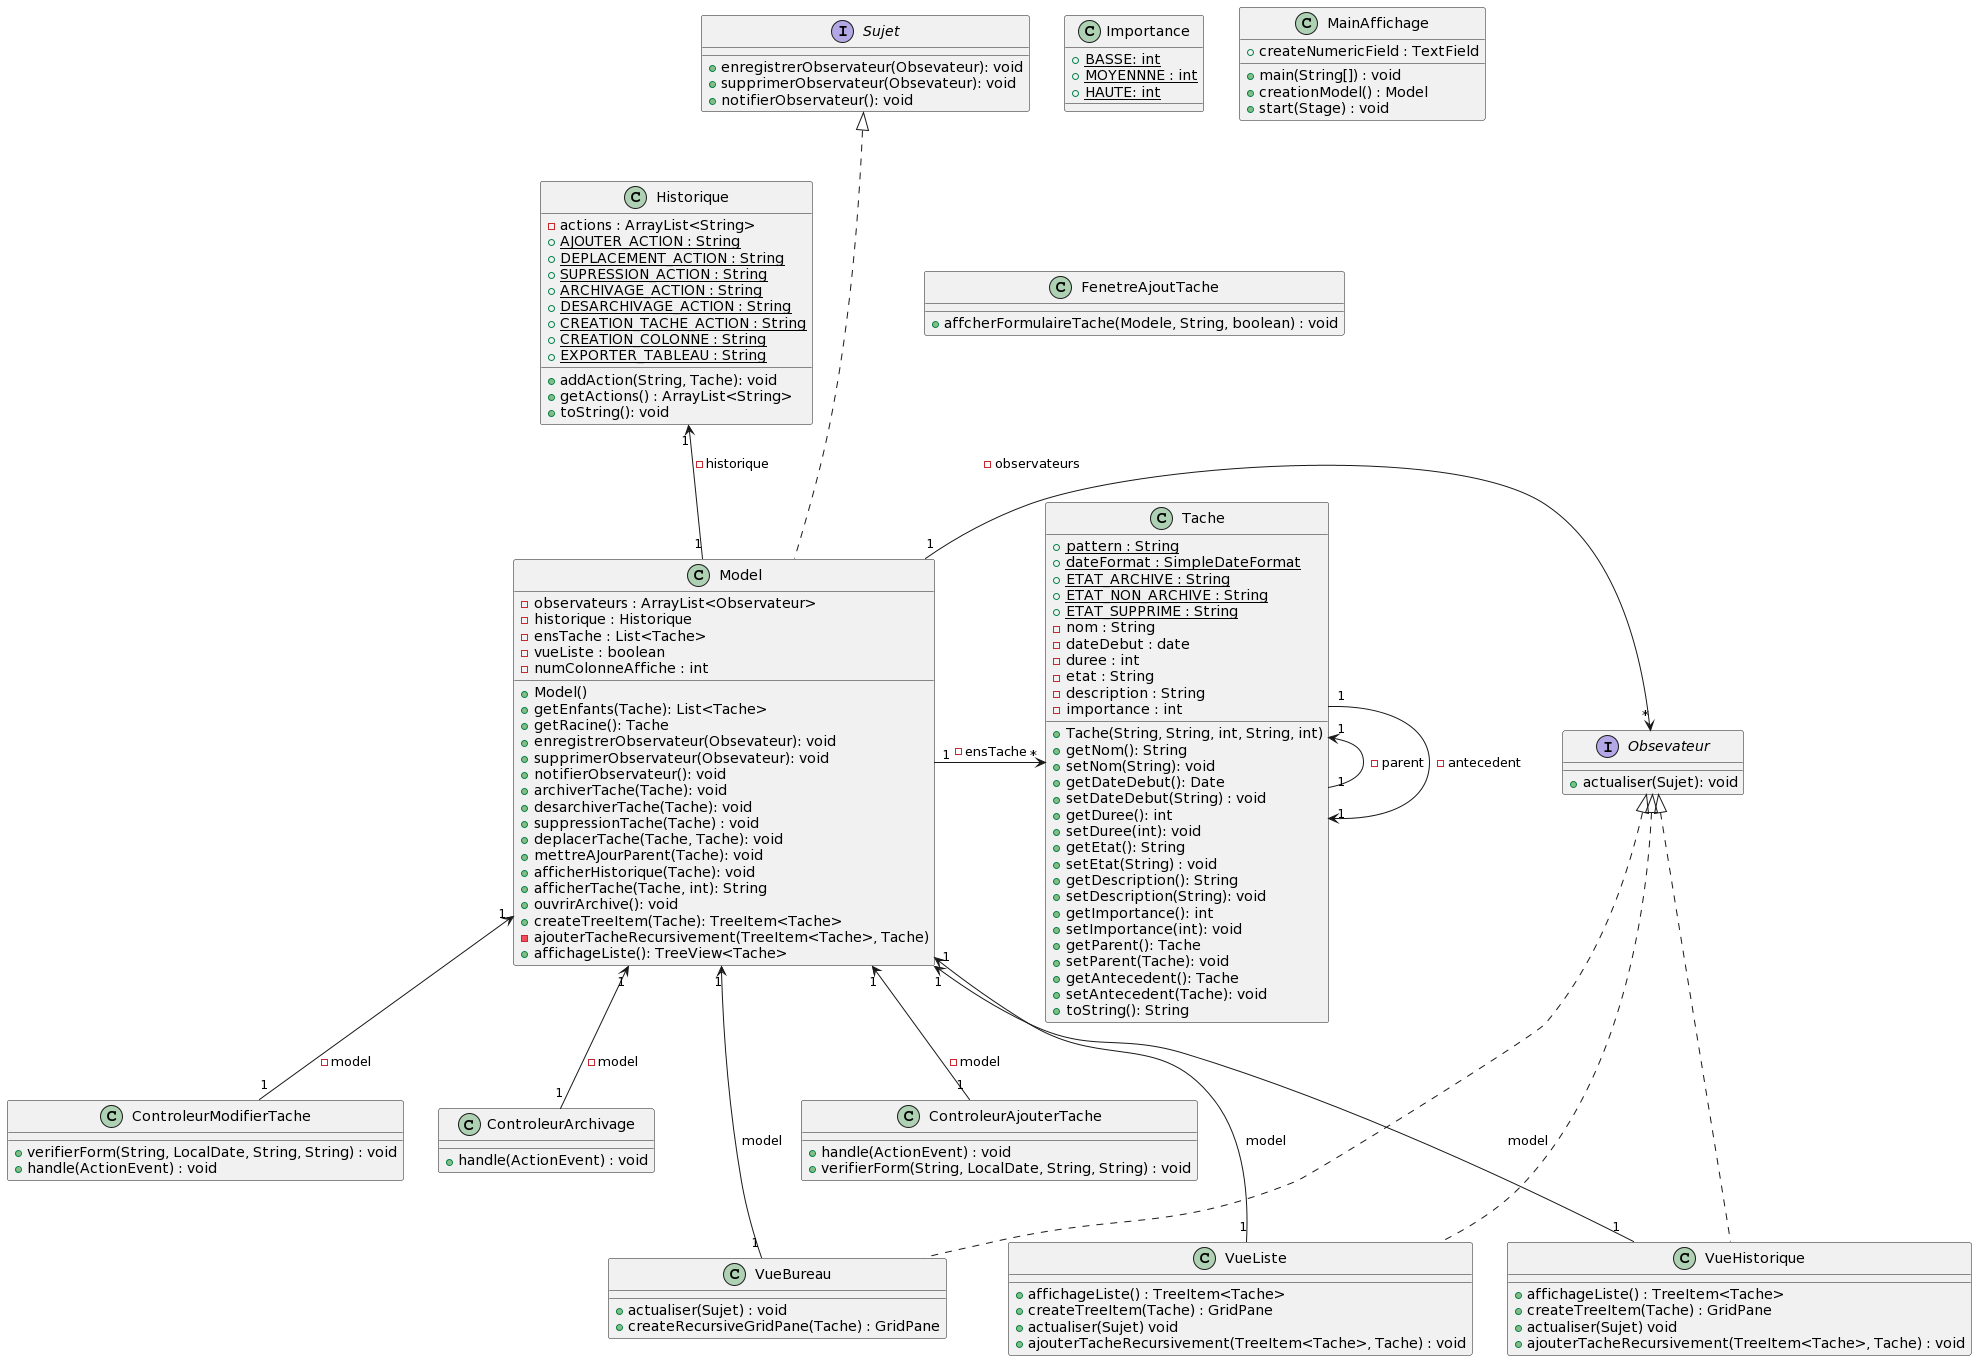 Sujet
enregistrerObservateur(Obsevateur): void
supprimerObservateur(Obsevateur): void
notifierObservateur(): void
Importance
BASSE: int
MOYENNNE : int
HAUTE: int
MainAffichage
createNumericField : TextField
main(String[]) : void
creationModel() : Model
start(Stage) : void
Historique
actions : ArrayList<String>
AJOUTER_ACTION : String
DEPLACEMENT_ACTION : String
SUPRESSION_ACTION : String
ARCHIVAGE_ACTION : String
DESARCHIVAGE_ACTION : String
CREATION_TACHE_ACTION : String
CREATION_COLONNE : String
EXPORTER_TABLEAU : String
addAction(String, Tache): void
getActions() : ArrayList<String>
toString(): void
FenetreAjoutTache
affcherFormulaireTache(Modele, String, boolean) : void
1
historique
1
observateurs
1
*
Model
observateurs : ArrayList<Observateur>
historique : Historique
ensTache : List<Tache>
vueListe : boolean
numColonneAffiche : int
Model()
getEnfants(Tache): List<Tache>
getRacine(): Tache
enregistrerObservateur(Obsevateur): void
supprimerObservateur(Obsevateur): void
notifierObservateur(): void
archiverTache(Tache): void
desarchiverTache(Tache): void
suppressionTache(Tache) : void
deplacerTache(Tache, Tache): void
mettreAJourParent(Tache): void
afficherHistorique(Tache): void
afficherTache(Tache, int): String
ouvrirArchive(): void
createTreeItem(Tache): TreeItem<Tache>
ajouterTacheRecursivement(TreeItem<Tache>, Tache)
affichageListe(): TreeView<Tache>
1 ensTache *
Tache
pattern : String
dateFormat : SimpleDateFormat
ETAT_ARCHIVE : String
ETAT_NON_ARCHIVE : String
ETAT_SUPPRIME : String
nom : String
dateDebut : date
duree : int
etat : String
description : String
importance : int
Tache(String, String, int, String, int)
getNom(): String
setNom(String): void
getDateDebut(): Date
setDateDebut(String) : void
getDuree(): int
setDuree(int): void
getEtat(): String
setEtat(String) : void
getDescription(): String
setDescription(String): void
getImportance(): int
setImportance(int): void
getParent(): Tache
setParent(Tache): void
getAntecedent(): Tache
setAntecedent(Tache): void
toString(): String
1
1
parent
antecedent
1
1
Obsevateur
actualiser(Sujet): void
1
1
1
1
1
1
model
model
model
1
1
1
ControleurModifierTache
verifierForm(String, LocalDate, String, String) : void
handle(ActionEvent) : void
ControleurArchivage
handle(ActionEvent) : void
ControleurAjouterTache
handle(ActionEvent) : void
verifierForm(String, LocalDate, String, String) : void
model
model
model
1
1
1
VueBureau
actualiser(Sujet) : void
createRecursiveGridPane(Tache) : GridPane
VueListe
affichageListe() : TreeItem<Tache>
createTreeItem(Tache) : GridPane
actualiser(Sujet) void
ajouterTacheRecursivement(TreeItem<Tache>, Tache) : void
VueHistorique
affichageListe() : TreeItem<Tache>
createTreeItem(Tache) : GridPane
actualiser(Sujet) void
ajouterTacheRecursivement(TreeItem<Tache>, Tache) : void